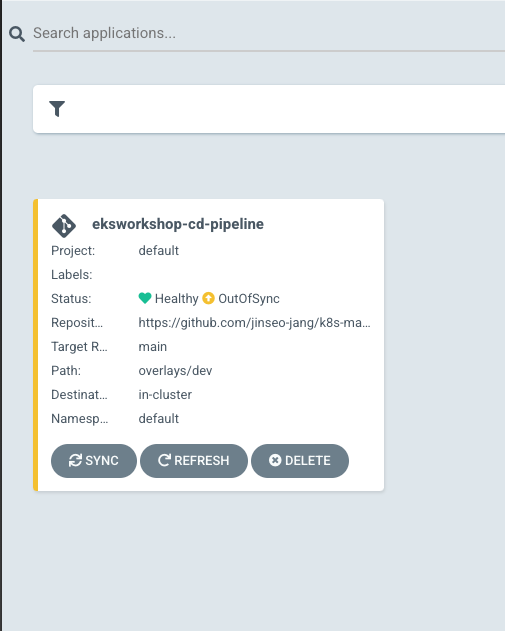 Search applications...
eksworkshop-cd-pipeline
Project: default
Labels:
Status: Healthy OutOfSync
Reposit... https://github.com/jinseo-jang/k8s-ma...
Target R... main
Path: overlays/dev
Destinat... in-cluster
Namesp... default
SYNC REFRESH DELETE